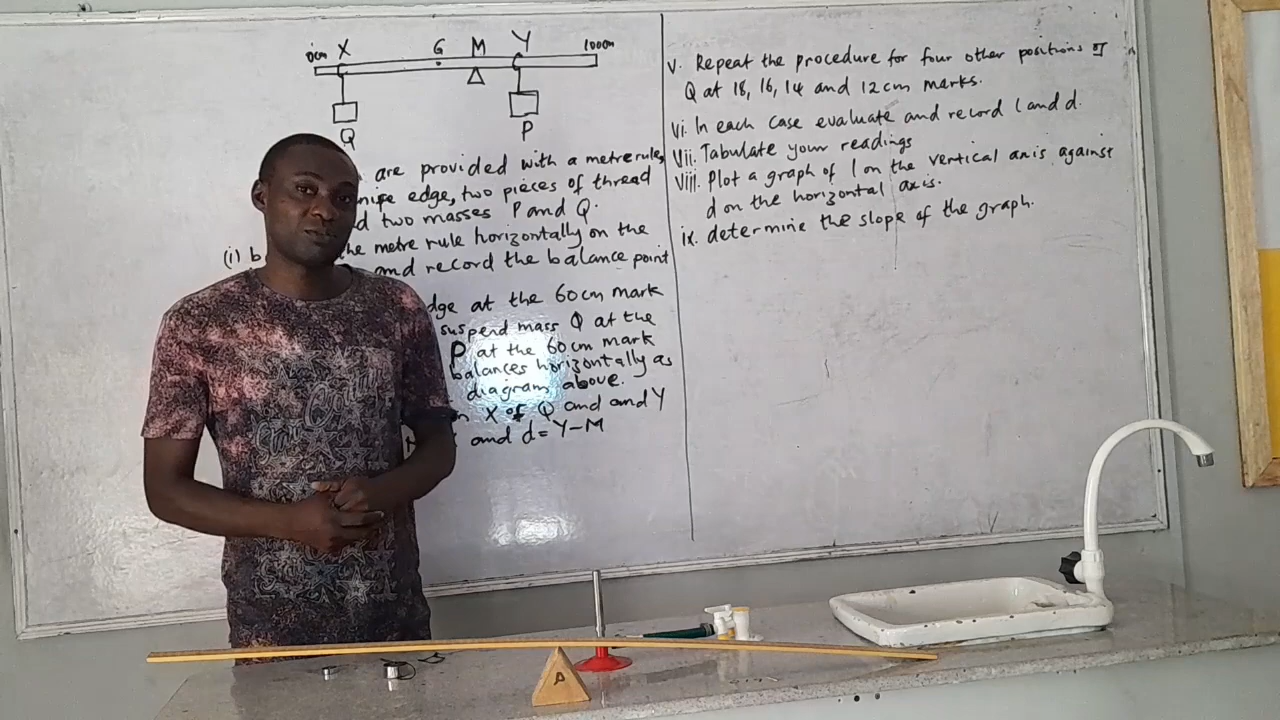 0cm X G M Y 100cm
Q P
are provided with a metre rule,
knife edge, two pieces of thread
two masses P and Q.
(i) the metre rule horizontally on the
and record the balance point
at the 60cm mark
suspend mass Q at the
P at the 60cm mark
balances horizontally as
diagram above.
X of Q and and Y
and d=Y-M
v. Repeat the procedure for four other positions of
Q at 18, 16, 14 and 12cm marks.
vi. In each case evaluate and record l and d.
vii. Tabulate your readings
viii. Plot a graph of l on the vertical axis against
d on the horizontal axis.
ix. determine the slope of the graph.